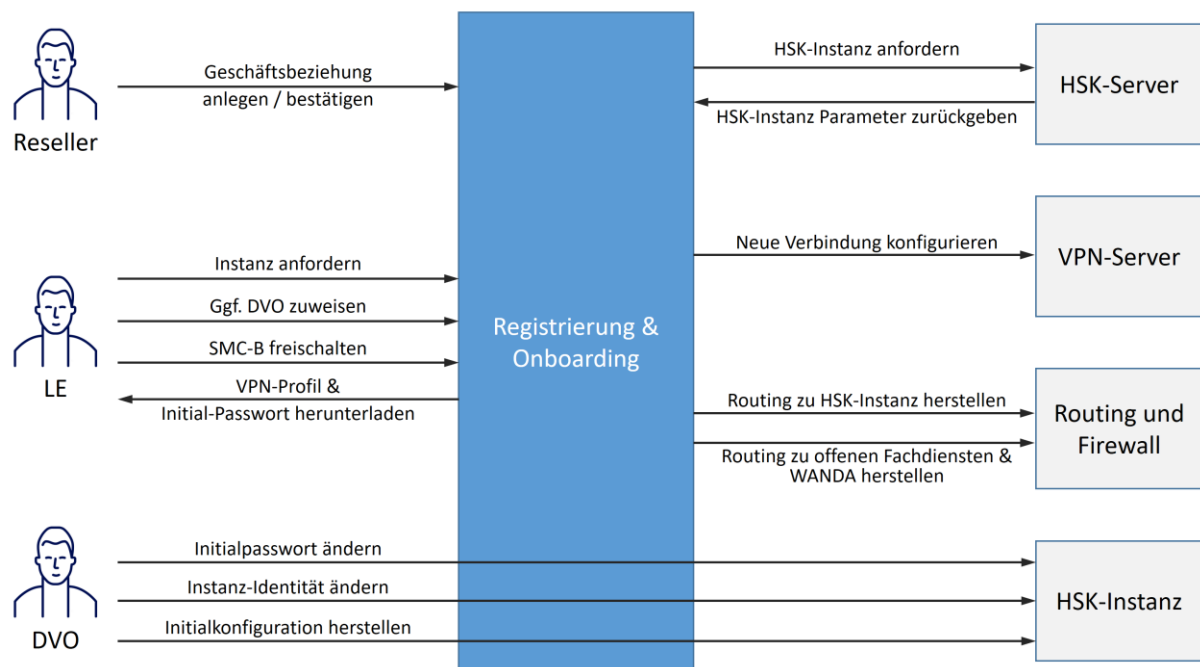 Reseller
Geschäftsbeziehung
anlegen / bestätigen
HSK-Instanz anfordern
HSK-Instanz Parameter zurückgeben
HSK-Server
Neue Verbindung konfigurieren
VPN-Server
LE
Instanz anfordern
Ggf. DVO zuweisen
SMC-B freischalten
VPN-Profil &
Initial-Passwort herunterladen
Registrierung &
Onboarding
Routing zu HSK-Instanz herstellen
Routing zu offenen Fachdiensten &
WANDA herstellen
Routing und
Firewall
DVO
Initialpasswort ändern
Instanz-Identität ändern
Initialkonfiguration herstellen
HSK-Instanz